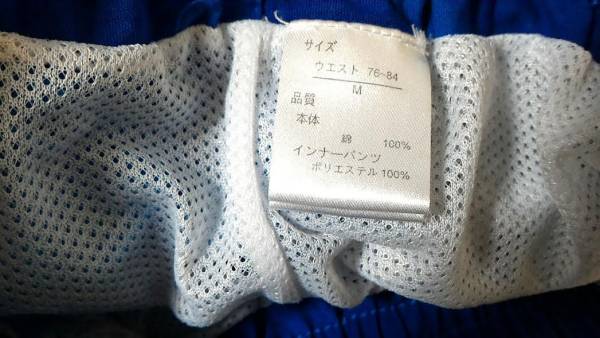 サイズ
ウエスト 76~84
M
品質
本体
綿 100%
インナーパンツ
ポリエステル 100%